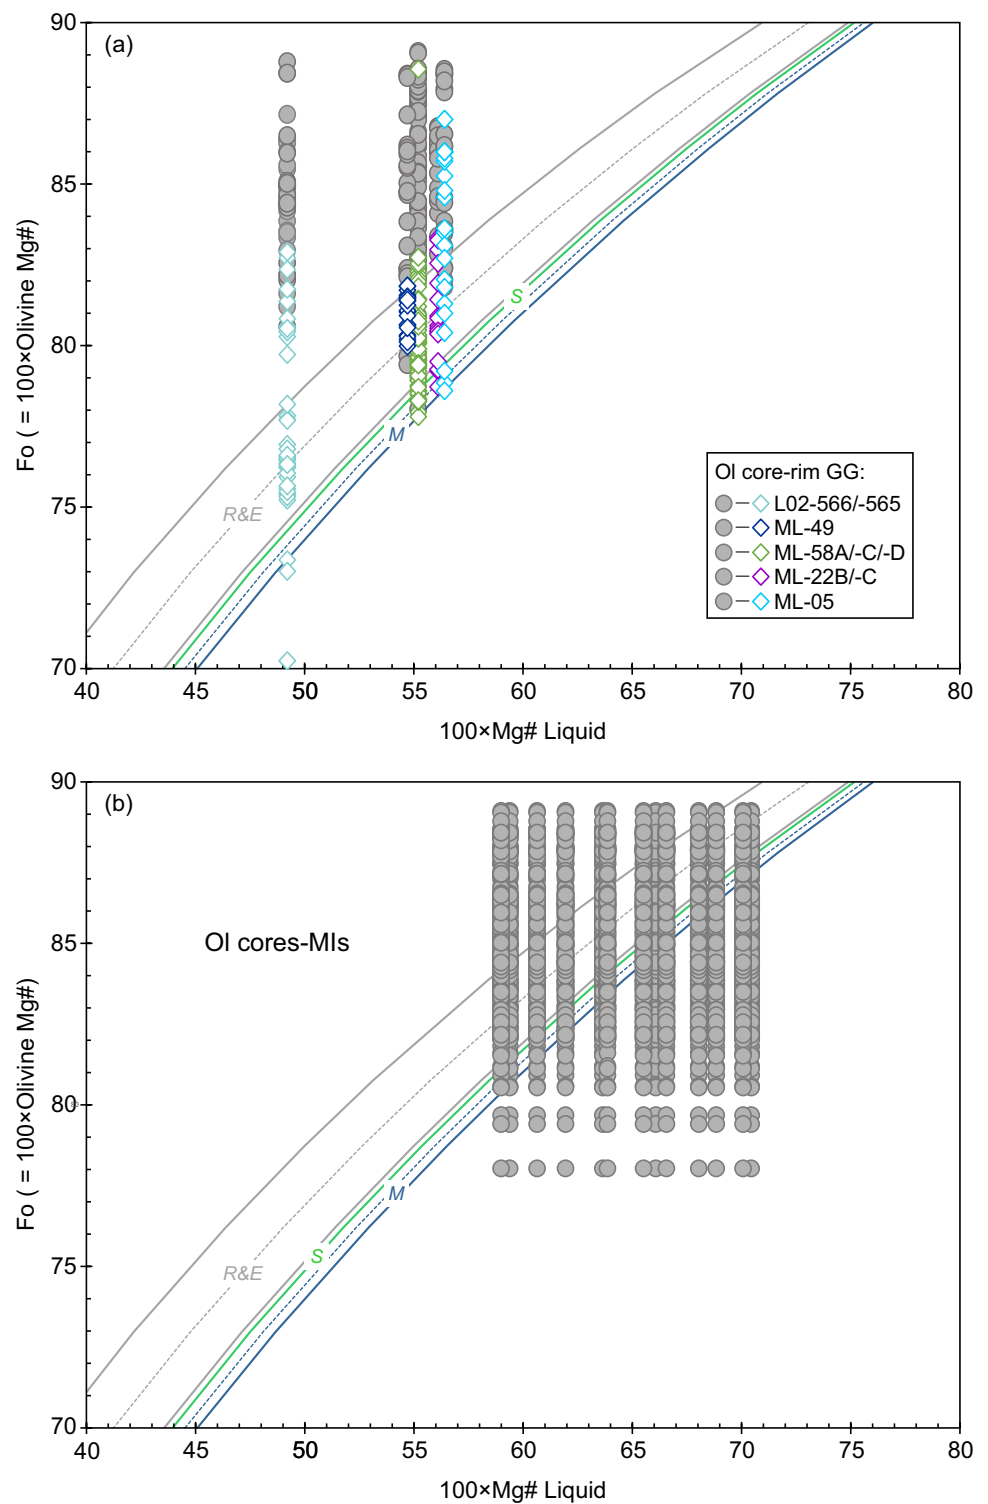 (a)
90
85
80
75
70
Fo ( = 100×Olivine Mg#)
S
M
R&E
Ol core-rim GG:
L02-566/-565
ML-49
ML-58A/-C/-D
ML-22B/-C
ML-05
40 45 50 55 60 65 70 75 80
100×Mg# Liquid
(b)
90
85
80
75
70
Fo ( = 100×Olivine Mg#)
Ol cores-MIs
M
S
R&E
40 45 50 55 60 65 70 75 80
100×Mg# Liquid